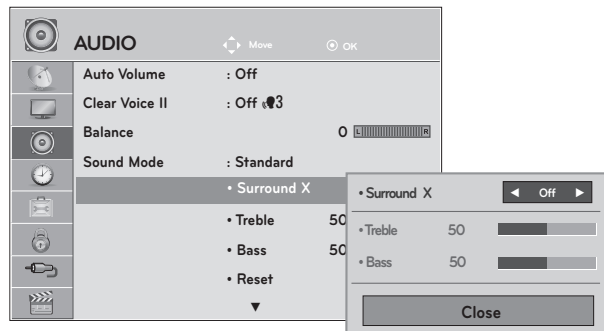 AUDIO
Move
OK
Auto Volume : Off
Clear Voice II : Off 3
Balance 0 L R
Sound Mode : Standard
• Surround X
• Treble 50
• Bass 50
• Reset
▼
• Surround X ◄ Off ►
• Treble 50
• Bass 50
Close